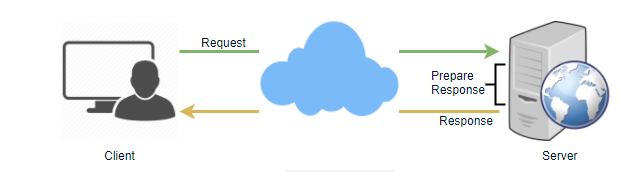 Request
Prepare
Response
Response
Client
Server